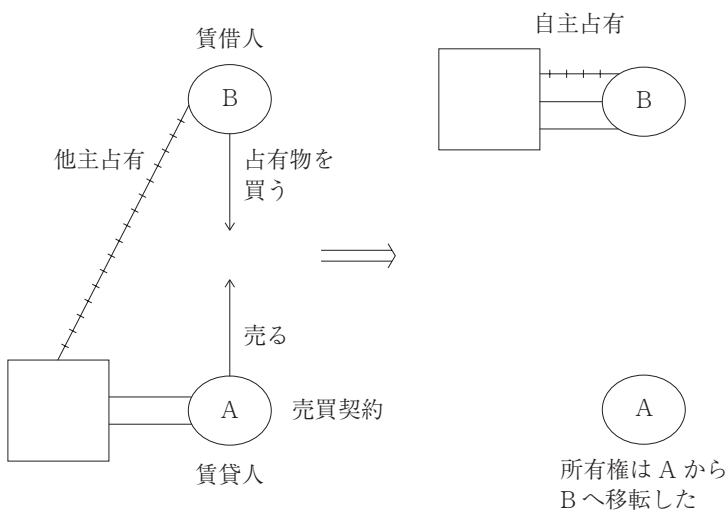 賃借人
B
他主占有
占有物を
買う
売る
A
売買契約
賃貸人
自主占有
B
A
所有権は A から
B へ移転した